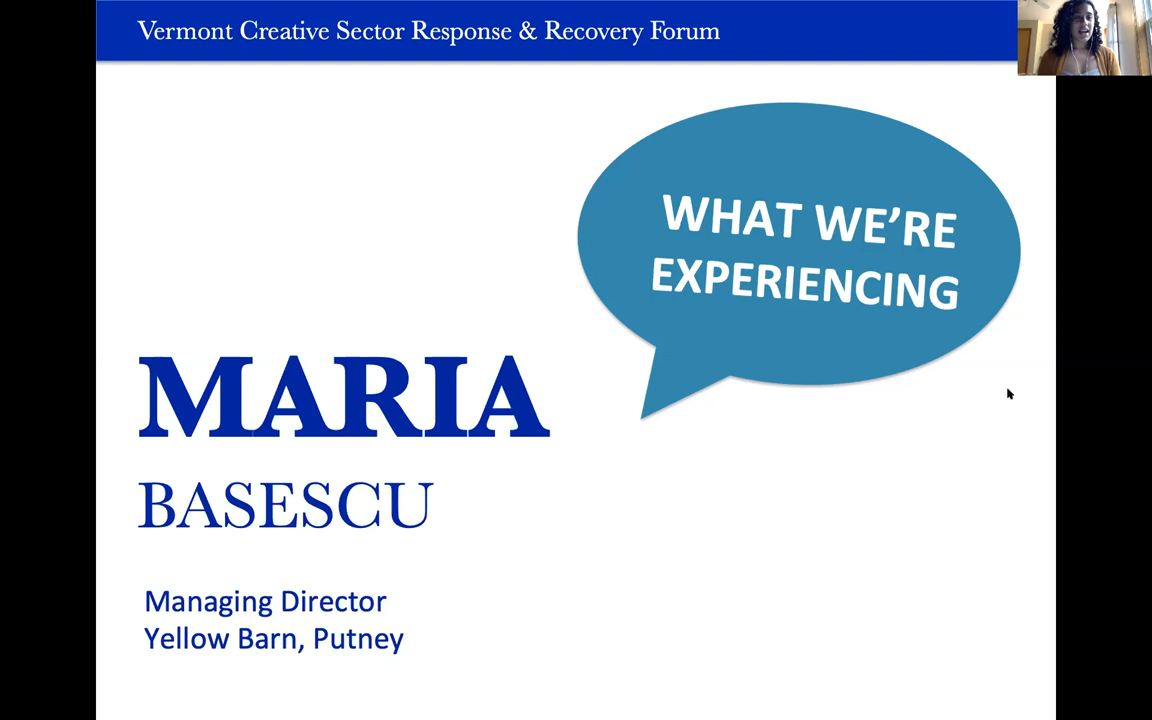 Vermont Creative Sector Response & Recovery Forum
WHAT WE'RE
EXPERIENCING
MARIA
BASESCU
Managing Director
Yellow Barn, Putney